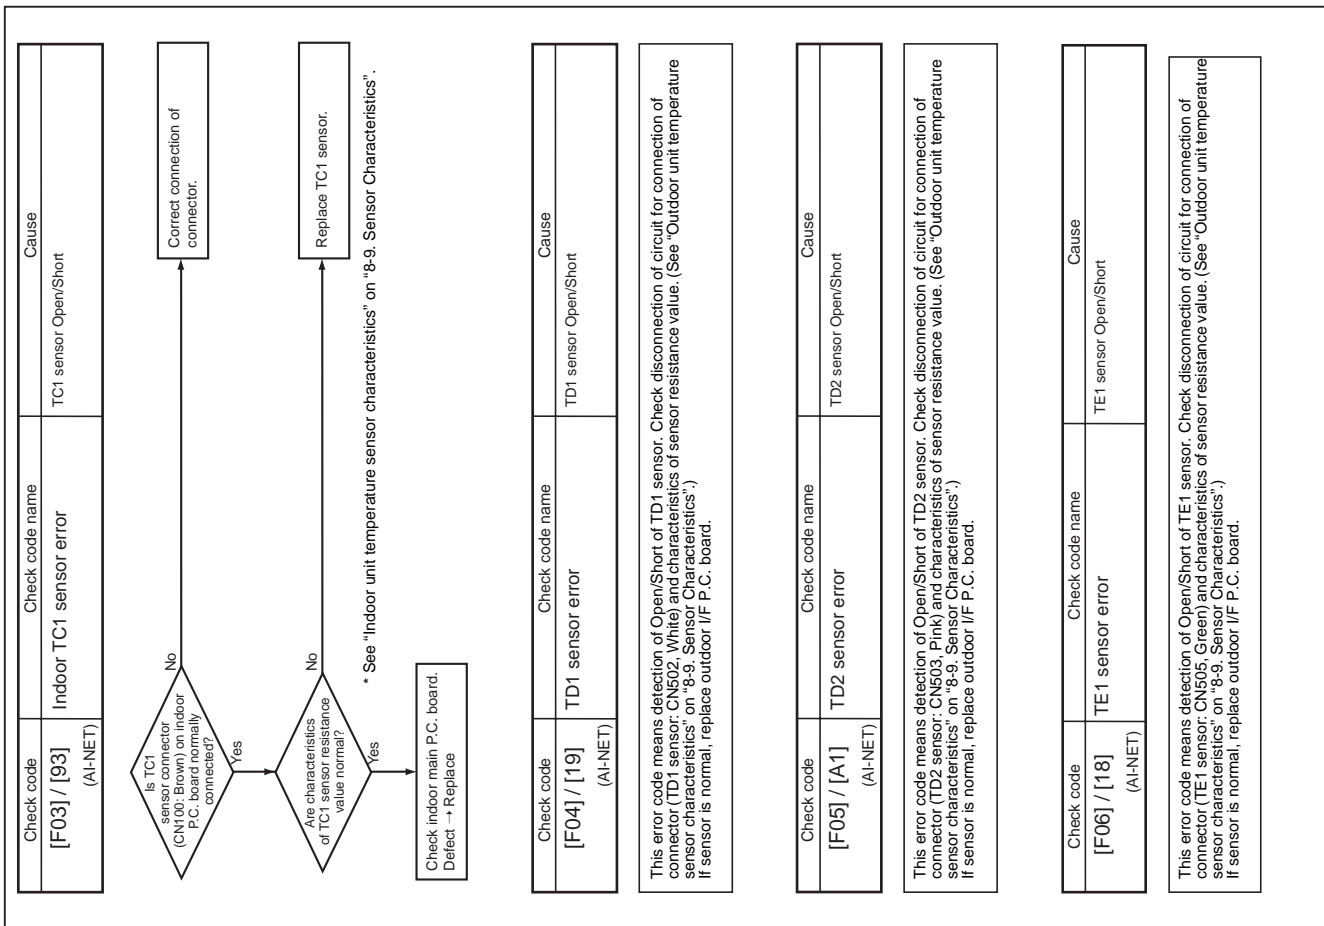 Check code
Check code name
Cause
[F03] / [93]
(AI-NET)
Indoor TC1 sensor error
TC1 sensor Open/Short
Is TC1
sensor connector
(CN100: Brown) on indoor
P.C. board normally
connected?
No
Correct connection of
connector.
Yes
Are characteristics
of TC1 sensor resistance
value normal?
No
Replace TC1 sensor.
Yes
* See “Indoor unit temperature sensor characteristics” on “8-9. Sensor Characteristics”.
Check indoor main P.C. board.
Defect → Replace
Check code
Check code name
Cause
[F04] / [19]
(AI-NET)
TD1 sensor error
TD1 sensor Open/Short
This error code means detection of Open/Short of TD1 sensor. Check disconnection of circuit for connection of
connector (TD1 sensor: CN502, White) and characteristics of sensor resistance value. (See “Outdoor unit temperature
sensor characteristics” on “8-9. Sensor Characteristics”.)
If sensor is normal, replace outdoor I/F P.C. board.
Check code
Check code name
Cause
[F05] / [A1]
(AI-NET)
TD2 sensor error
TD2 sensor Open/Short
This error code means detection of Open/Short of TD2 sensor. Check disconnection of circuit for connection of
connector (TD2 sensor: CN503, Pink) and characteristics of sensor resistance value. (See “Outdoor unit temperature
sensor characteristics” on “8-9. Sensor Characteristics”.)
If sensor is normal, replace outdoor I/F P.C. board.
Check code
Check code name
Cause
[F06] / [18]
(AI-NET)
TE1 sensor error
TE1 sensor Open/Short
This error code means detection of Open/Short of TE1 sensor. Check disconnection of circuit for connection of
connector (TE1 sensor: CN505, Green) and characteristics of sensor resistance value. (See “Outdoor unit temperature
sensor characteristics” on “8-9. Sensor Characteristics”.)
If sensor is normal, replace outdoor I/F P.C. board.